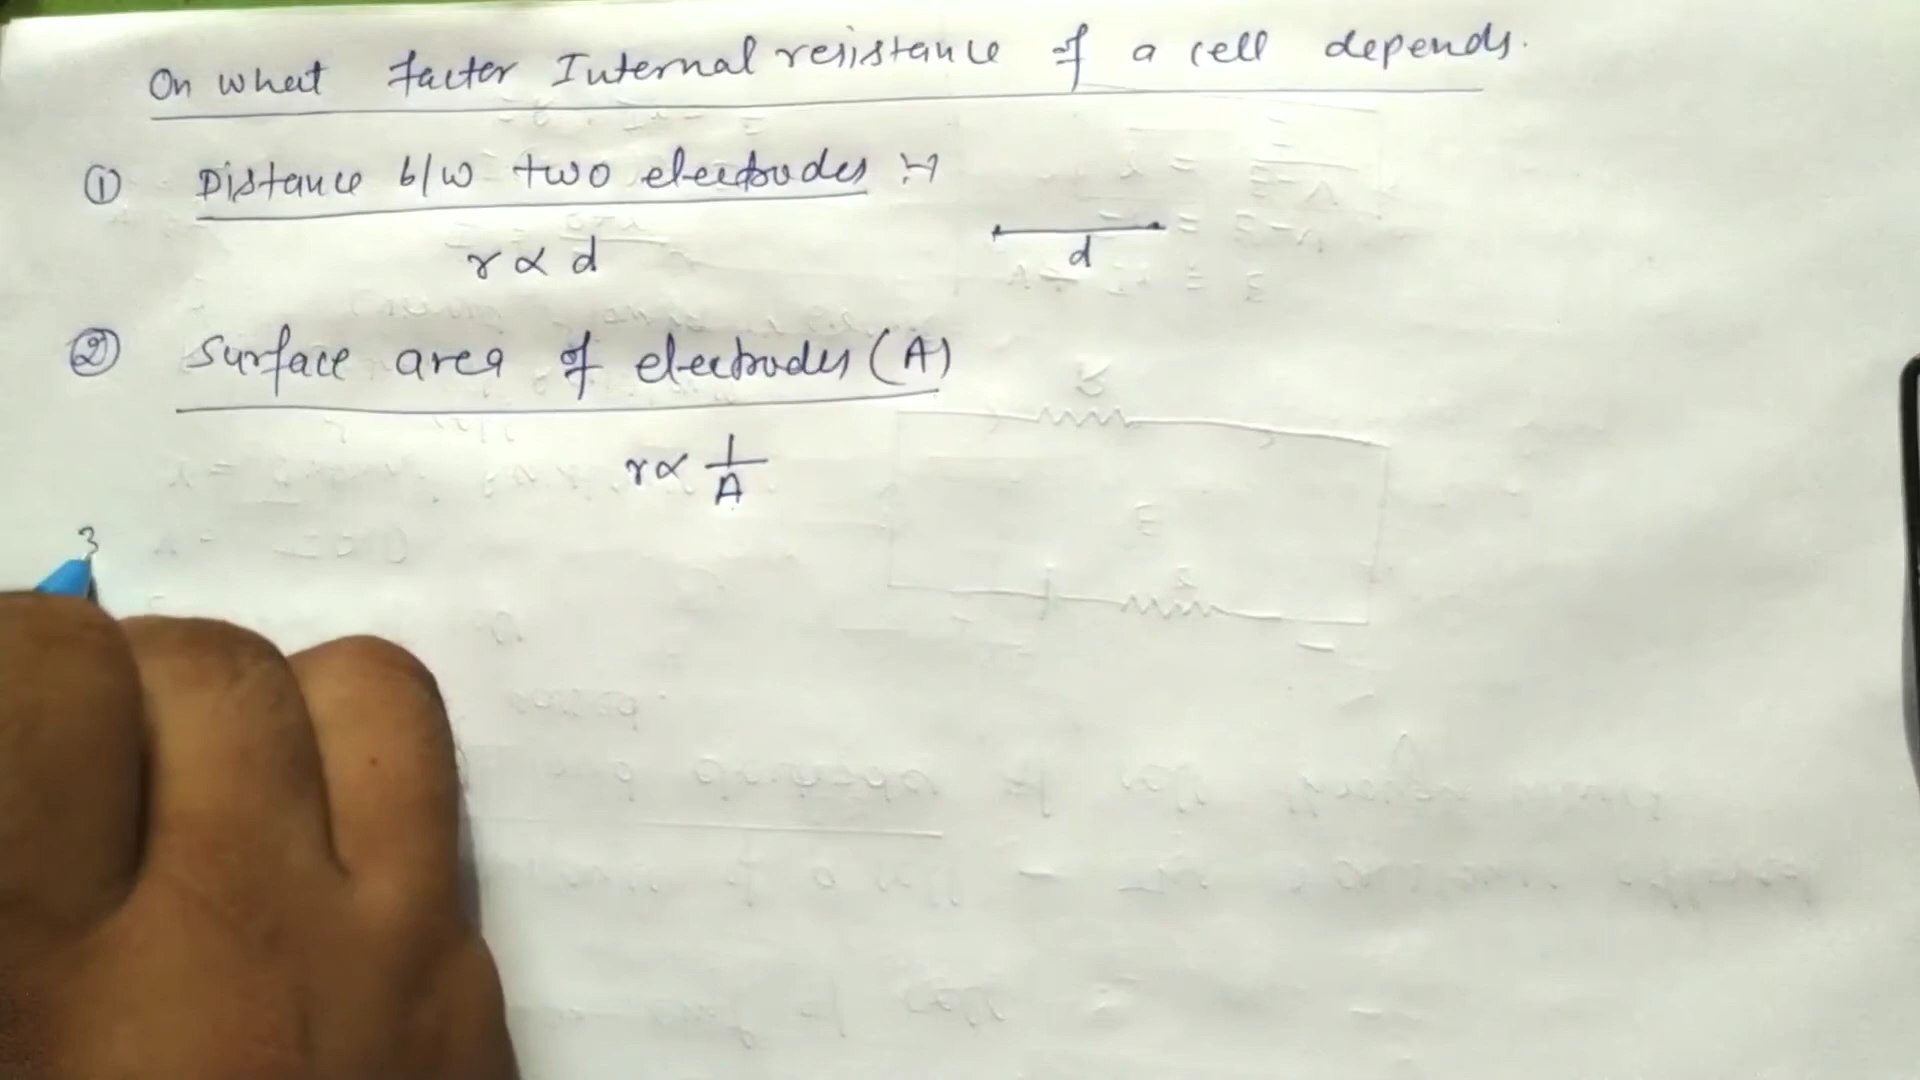 On what factor Internal resistance of a cell depends.
① Distance b/w two electrodes :→
r ∝ d
d
② Surface area of electrodes (A)
r ∝ 1/A
3